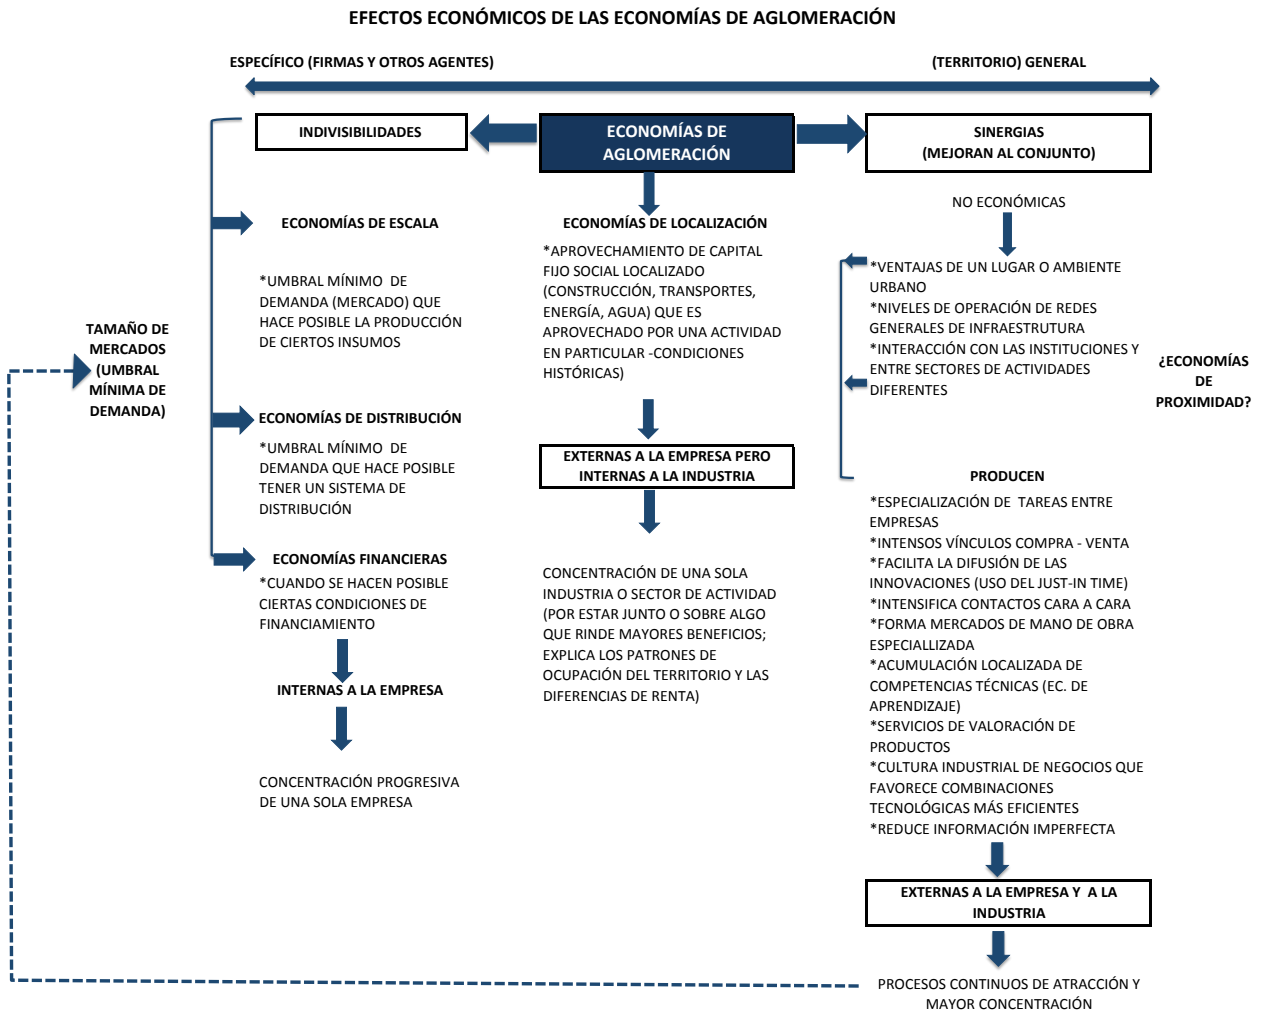 EFECTOS ECONÓMICOS DE LAS ECONOMÍAS DE AGLOMERACIÓN
ESPECÍFICO (FIRMAS Y OTROS AGENTES)
(TERRITORIO) GENERAL
TAMAÑO DE
MERCADOS
(UMBRAL
MÍNIMA DE
DEMANDA)
INDIVISIBILIDADES
ECONOMÍAS DE ESCALA
*UMBRAL MÍNIMO DE
DEMANDA (MERCADO) QUE
HACE POSIBLE LA PRODUCCIÓN
DE CIERTOS INSUMOS
ECONOMÍAS DE DISTRIBUCIÓN
*UMBRAL MÍNIMO DE
DEMANDA QUE HACE POSIBLE
TENER UN SISTEMA DE
DISTRIBUCIÓN
ECONOMÍAS FINANCIERAS
*CUANDO SE HACEN POSIBLE
CIERTAS CONDICIONES DE
FINANCIAMIENTO
INTERNAS A LA EMPRESA
CONCENTRACIÓN PROGRESIVA
DE UNA SOLA EMPRESA
ECONOMÍAS DE
AGLOMERACIÓN
ECONOMÍAS DE LOCALIZACIÓN
*APROVECHAMIENTO DE CAPITAL
FIJO SOCIAL LOCALIZADO
(CONSTRUCCIÓN, TRANSPORTES,
ENERGÍA, AGUA) QUE ES
APROVECHADO POR UNA ACTIVIDAD
EN PARTICULAR -CONDICIONES
HISTÓRICAS)
EXTERNAS A LA EMPRESA PERO
INTERNAS A LA INDUSTRIA
CONCENTRACIÓN DE UNA SOLA
INDUSTRIA O SECTOR DE ACTIVIDAD
(POR ESTAR JUNTO O SOBRE ALGO
QUE RINDE MAYORES BENEFICIOS;
EXPLICA LOS PATRONES DE
OCUPACIÓN DEL TERRITORIO Y LAS
DIFERENCIAS DE RENTA)
SINERGIAS
(MEJORAN AL CONJUNTO)
NO ECONÓMICAS
*VENTAJAS DE UN LUGAR O AMBIENTE
URBANO
*NIVELES DE OPERACIÓN DE REDES
GENERALES DE INFRAESTRUTURA
*INTERACCIÓN CON LAS INSTITUCIONES Y
ENTRE SECTORES DE ACTIVIDADES
DIFERENTES
PRODUCEN
*ESPECIALIZACIÓN DE TAREAS ENTRE
EMPRESAS
*INTENSOS VÍNCULOS COMPRA - VENTA
*FACILITA LA DIFUSIÓN DE LAS
INNOVACIONES (USO DEL JUST-IN TIME)
*INTENSIFICA CONTACTOS CARA A CARA
*FORMA MERCADOS DE MANO DE OBRA
ESPECIALLIZADA
*ACUMULACIÓN LOCALIZADA DE
COMPETENCIAS TÉCNICAS (EC. DE
APRENDIZAJE)
*SERVICIOS DE VALORACIÓN DE
PRODUCTOS
*CULTURA INDUSTRIAL DE NEGOCIOS QUE
FAVORECE COMBINACIONES
TECNOLÓGICAS MÁS EFICIENTES
*REDUCE INFORMACIÓN IMPERFECTA
EXTERNAS A LA EMPRESA Y A LA
INDUSTRIA
PROCESOS CONTINUOS DE ATRACCIÓN Y
MAYOR CONCENTRACIÓN
¿ECONOMÍAS
DE
PROXIMIDAD?